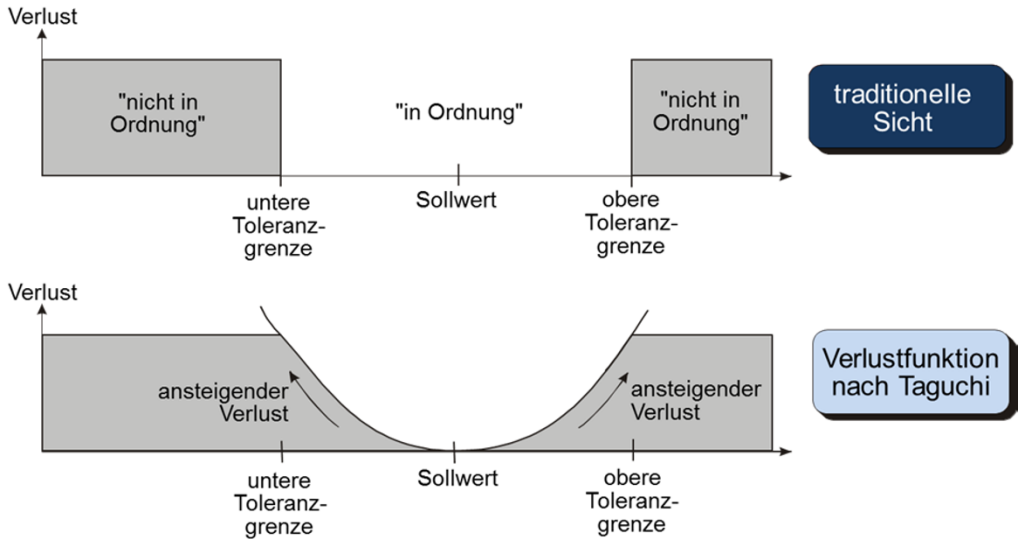 Verlust
"nicht in
Ordnung"
"in Ordnung"
"nicht in
Ordnung"
traditionelle
Sicht
untere
Toleranz-
grenze
Sollwert
obere
Toleranz-
grenze
Verlust
ansteigender
Verlust
ansteigender
Verlust
Verlustfunktion
nach Taguchi
untere
Toleranz-
grenze
Sollwert
obere
Toleranz-
grenze